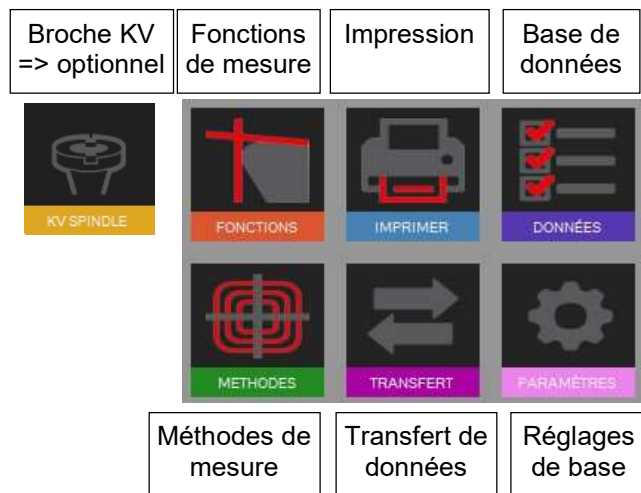 Broche KV
=> optionnel
Fonctions
de mesure
Impression
Base de
données
KV SPINDLE
FONCTIONS
IMPRIMER
DONNÉES
METHODES
TRANSFERT
PARAMÈTRES
Méthodes de
mesure
Transfert de
données
Réglages
de base